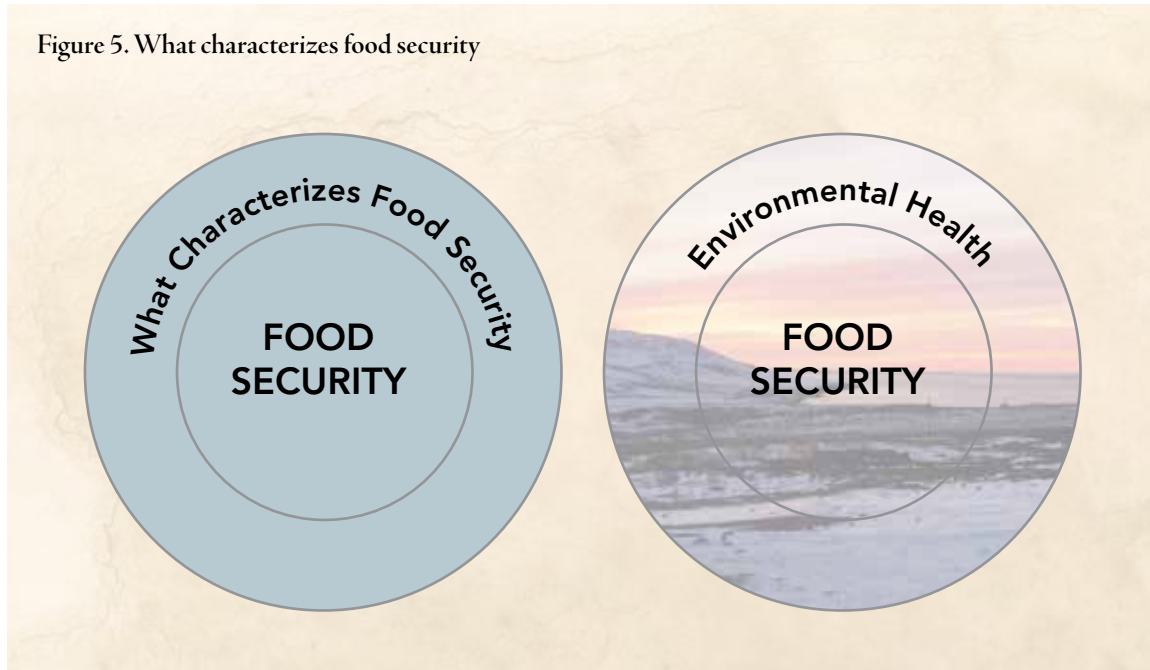 Figure 5. What characterizes food security
What Characterizes Food Security
FOOD
SECURITY
Environmental Health
FOOD
SECURITY